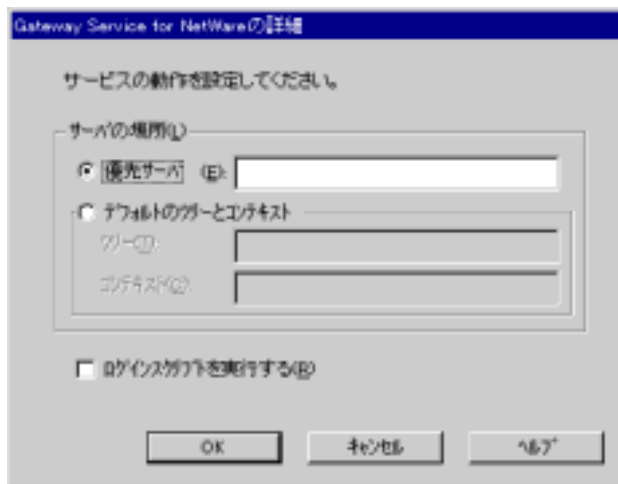 Gateway Service for NetWareの詳細
サービスの動作を設定してください。
サーバの場所(L)
優先サーバ (E):
デフォルトのツリーとコンテキスト
ツリー(T):
コンテキスト(C):
ログインスクリプトを実行する(R)
OK キャンセル ヘルプ